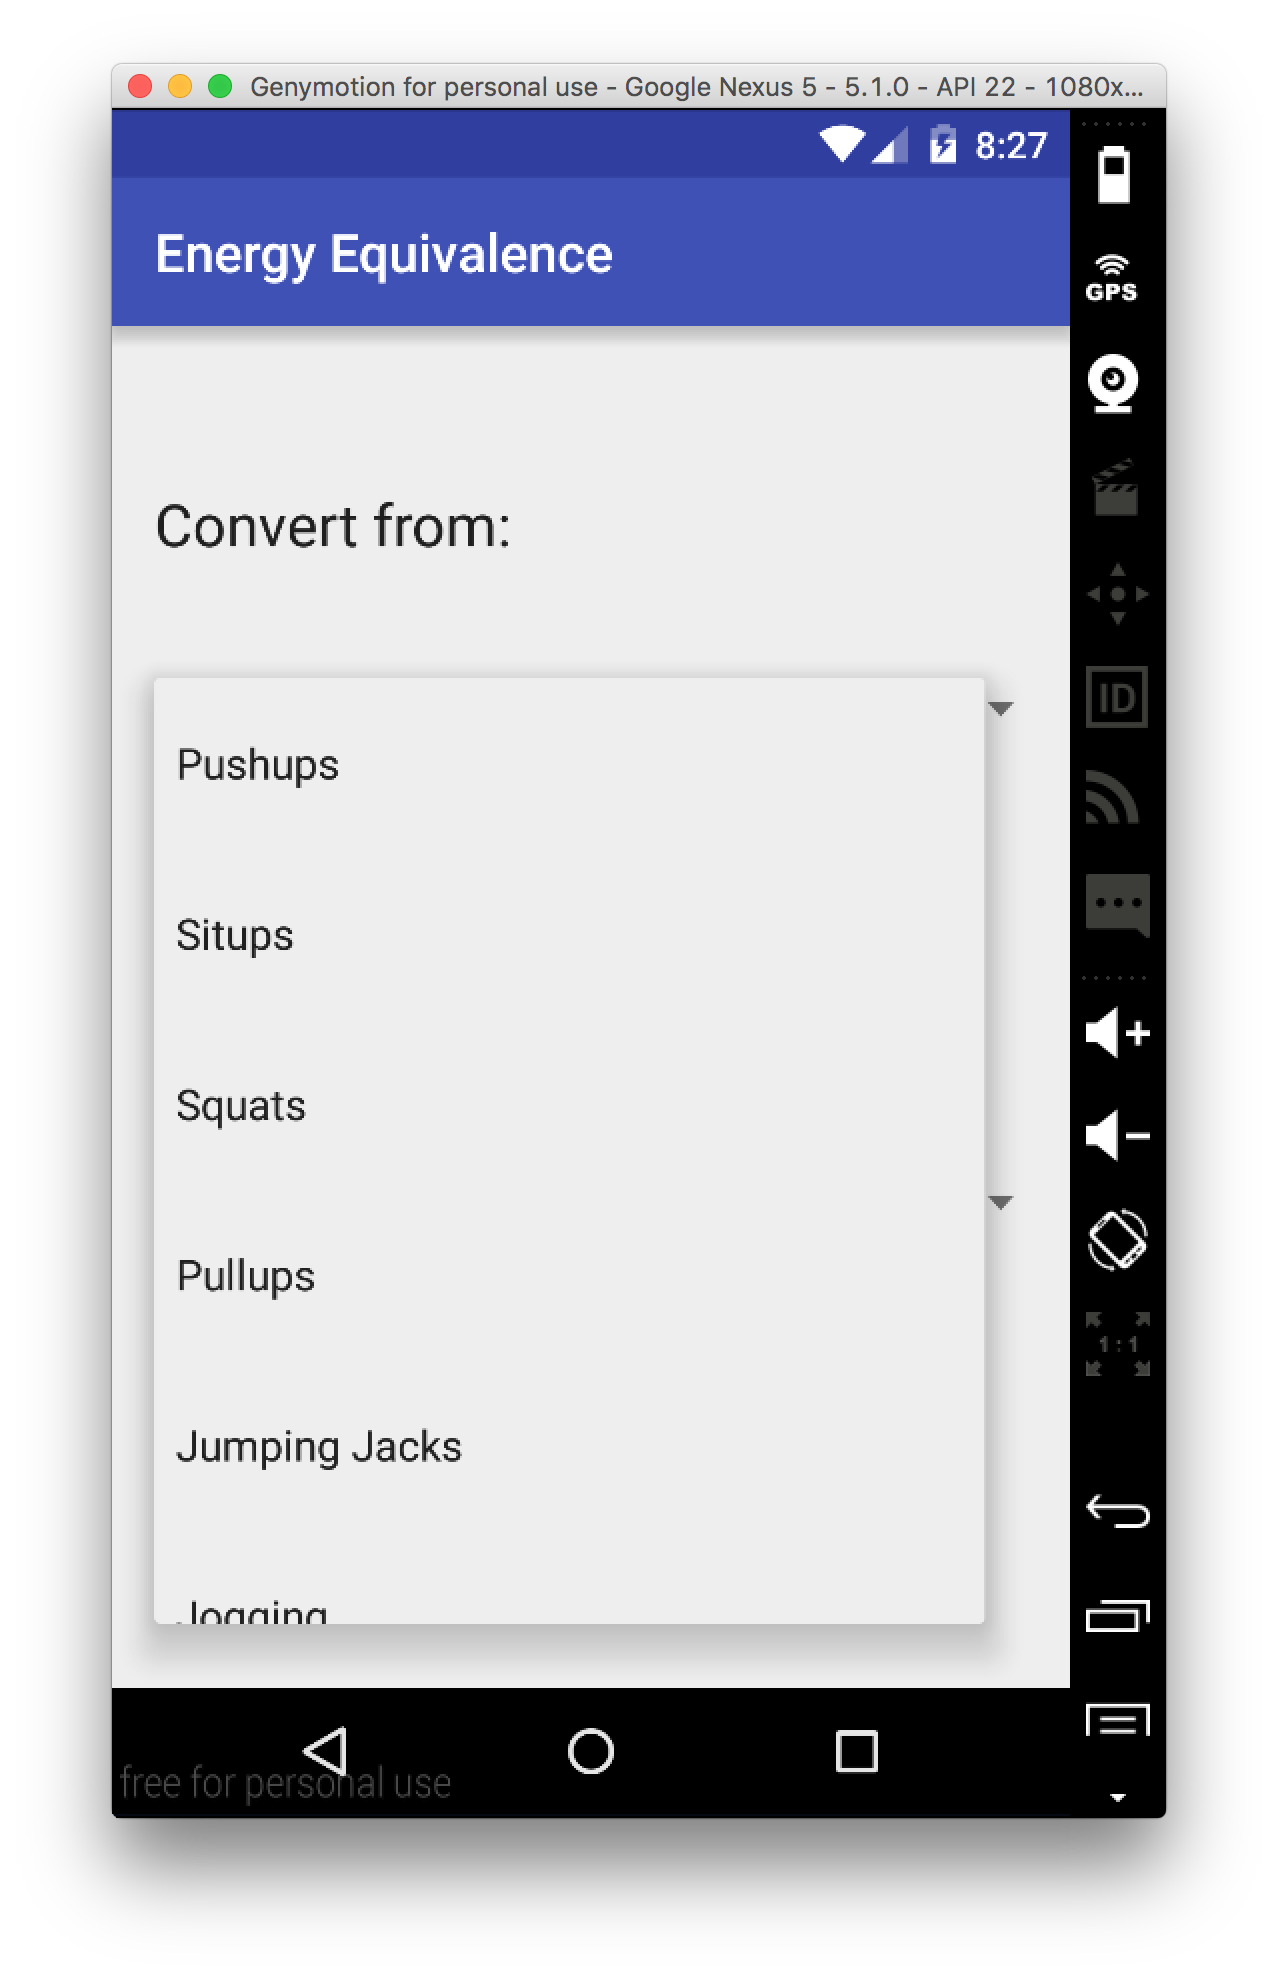 Genymotion for personal use - Google Nexus 5 - 5.1.0 - API 22 - 1080x...
8:27
Energy Equivalence
GPS
Convert from:
ID
Pushups
Situps
Squats
Pullups
1:1
Jumping Jacks
Jogging
free for personal use